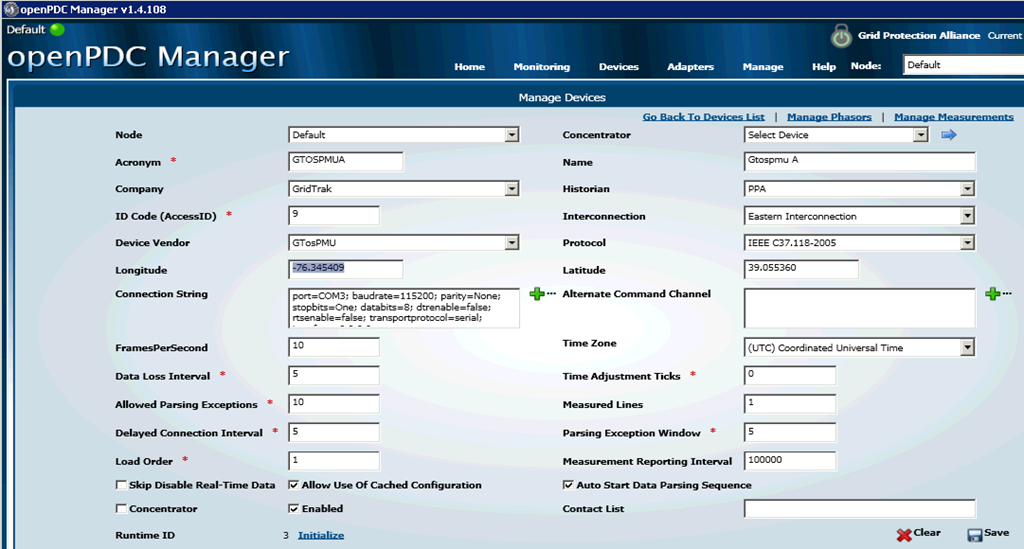 openPDC Manager v1.4.108
Default
openPDC Manager
Grid Protection Alliance Current
Home Monitoring Devices Adapters Manage Help Node: Default
Manage Devices
Go Back To Devices List | Manage Phasors | Manage Measurements
Node Default Concentrator Select Device
Acronym * GTOSPMUA Name Gtospmu A
Company GridTrak Historian PPA
ID Code (AccessID) * 9 Interconnection Eastern Interconnection
Device Vendor GTosPMU Protocol IEEE C37.118-2005
Longitude -76.345409 Latitude 39.055360
Connection String port=COM3; baudrate=115200; parity=None; Alternate Command Channel
stopbits=One; databits=8; dtrenable=false;
rtsenable=false; transportprotocol=serial;
FramesPerSecond 10 Time Zone (UTC) Coordinated Universal Time
Data Loss Interval * 5 Time Adjustment Ticks * 0
Allowed Parsing Exceptions * 10 Measured Lines 1
Delayed Connection Interval * 5 Parsing Exception Window * 5
Load Order * 1 Measurement Reporting Interval 100000
Skip Disable Real-Time Data Allow Use Of Cached Configuration Auto Start Data Parsing Sequence
Concentrator Enabled Contact List
Runtime ID 3 Initialize Clear Save